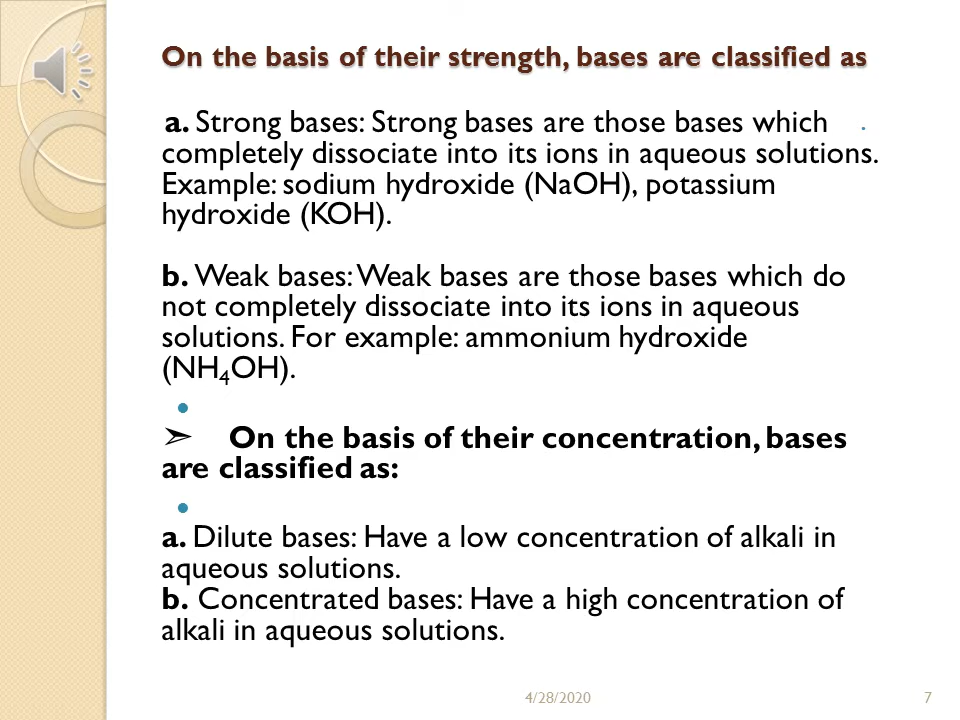 On the basis of their strength, bases are classified as
a. Strong bases: Strong bases are those bases which .
completely dissociate into its ions in aqueous solutions.
Example: sodium hydroxide (NaOH), potassium
hydroxide (KOH).
b. Weak bases: Weak bases are those bases which do
not completely dissociate into its ions in aqueous
solutions. For example: ammonium hydroxide
(NH₄OH).
•
➣ On the basis of their concentration, bases
are classified as:
•
a. Dilute bases: Have a low concentration of alkali in
aqueous solutions.
b. Concentrated bases: Have a high concentration of
alkali in aqueous solutions.
4/28/2020 7